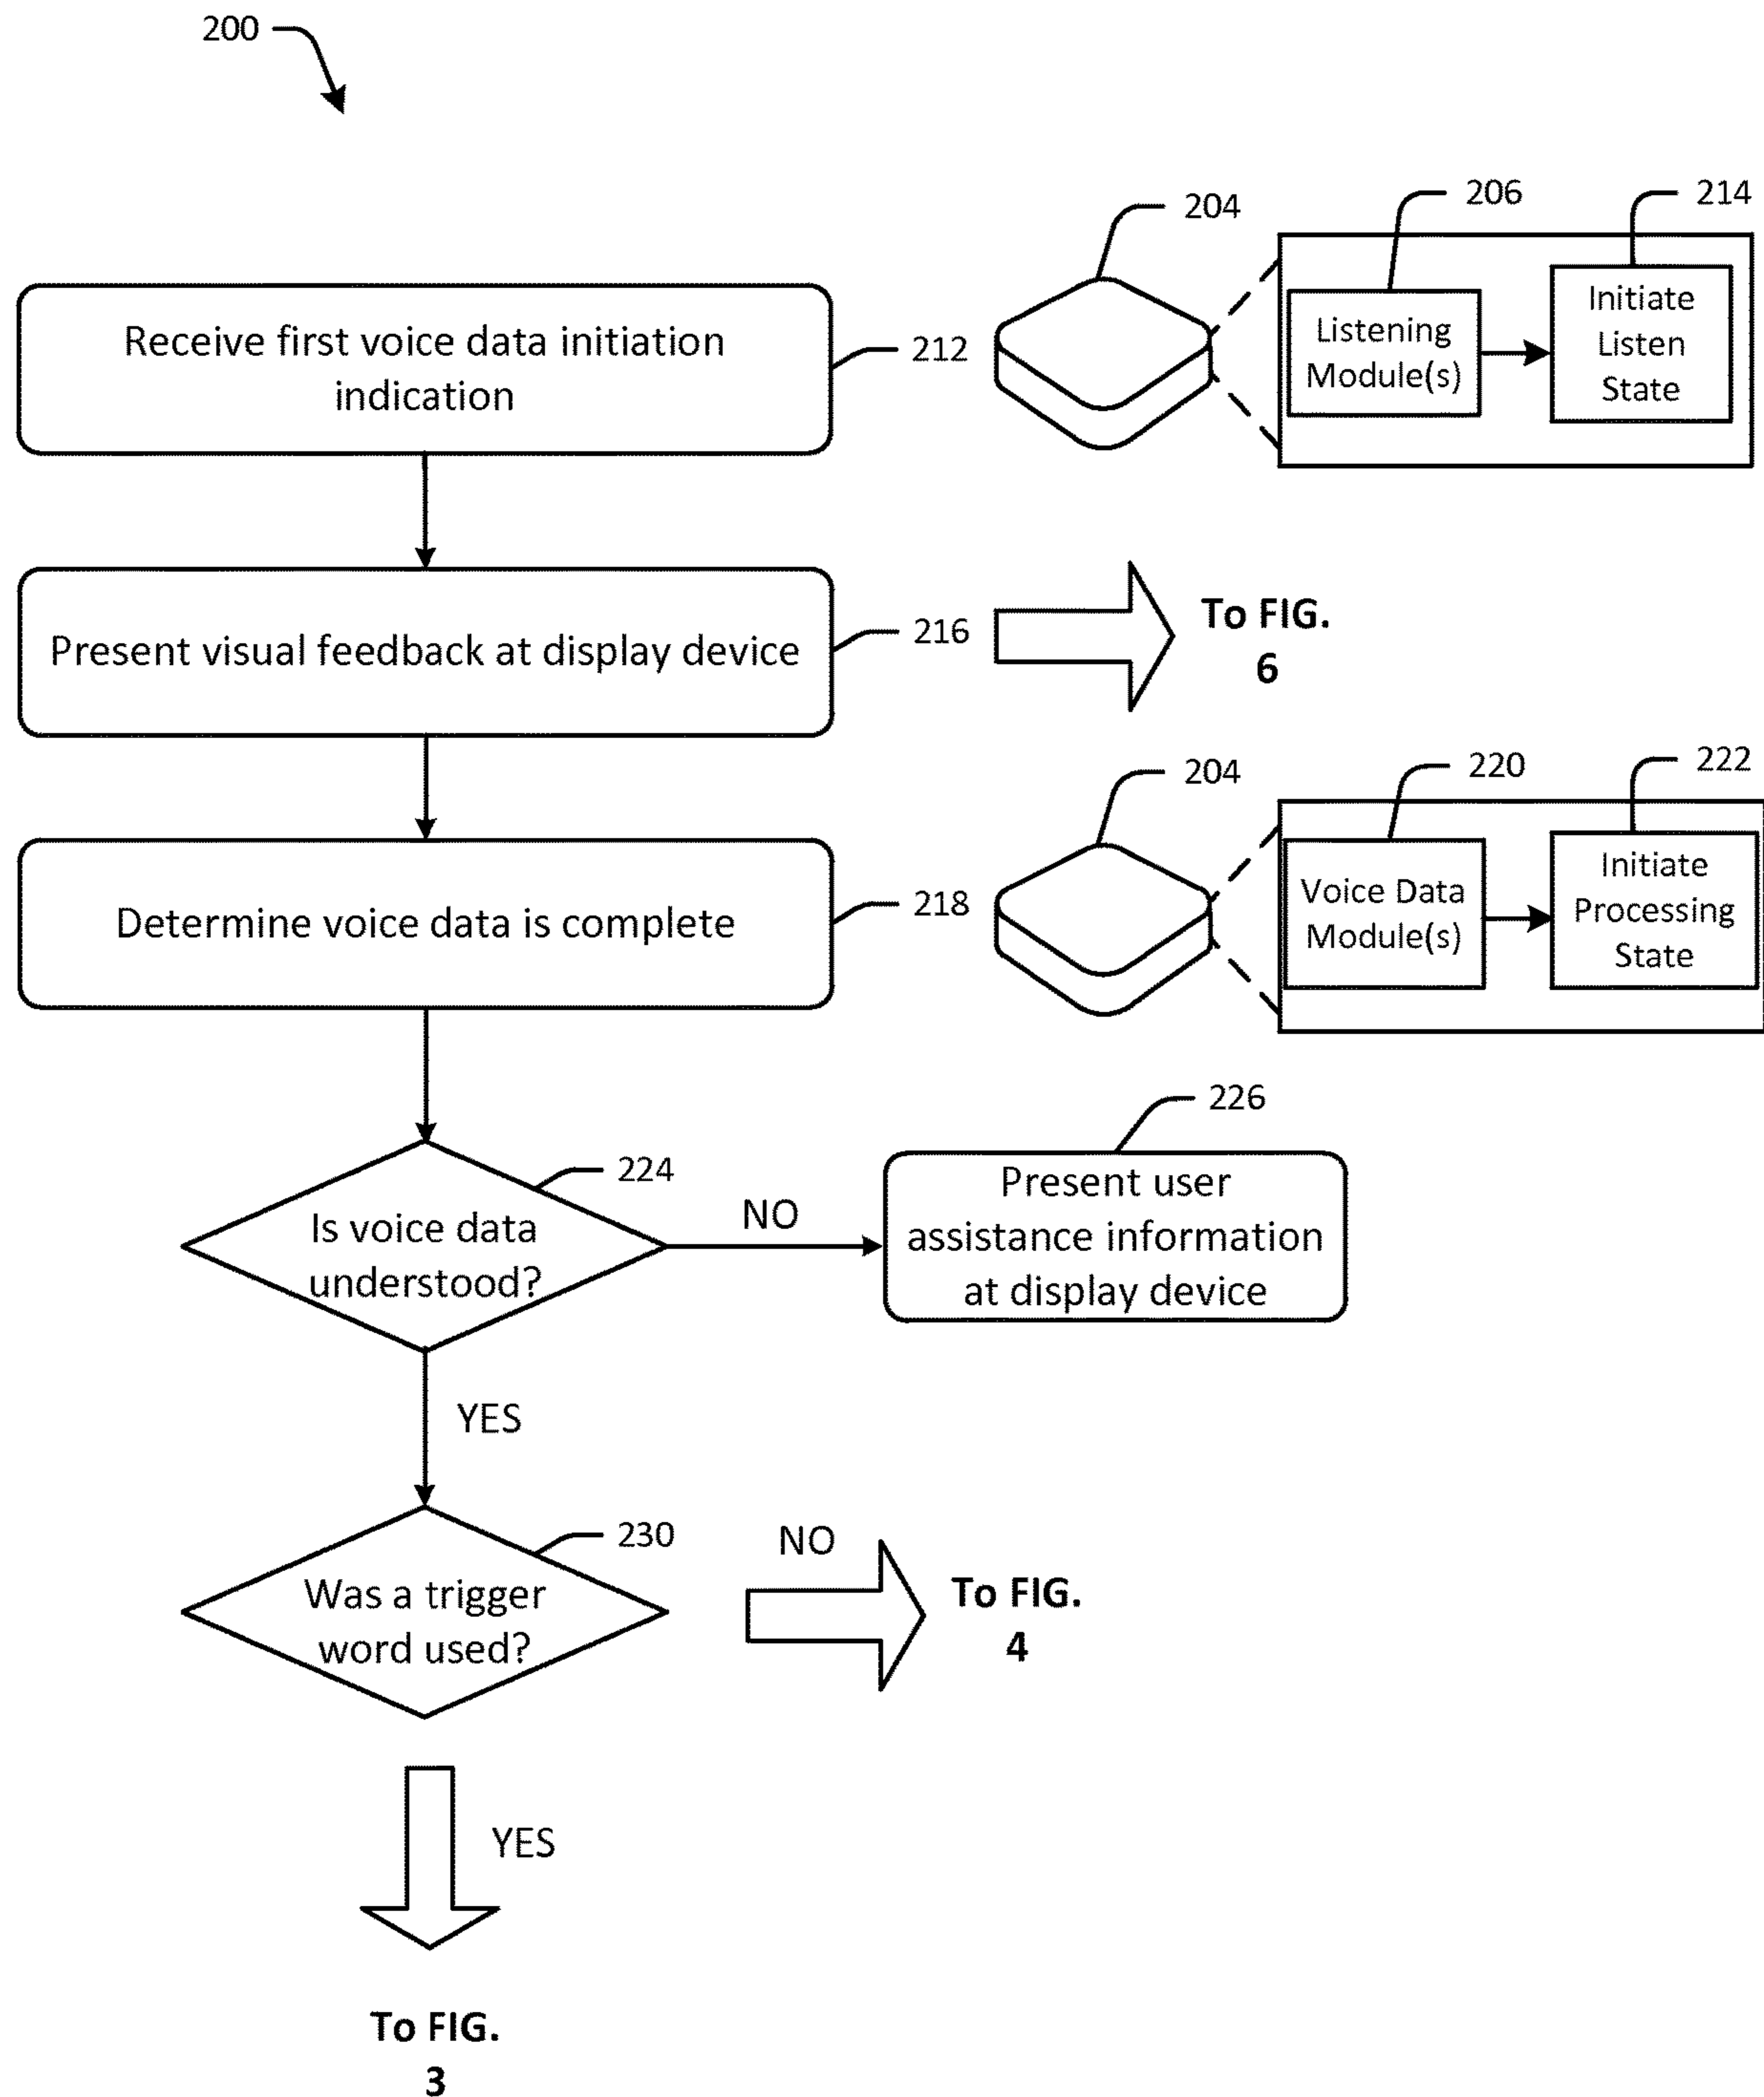 200
204
206
214
Receive first voice data initiation
indication
212
Listening
Module(s)
Initiate
Listen
State
Present visual feedback at display device
216
To FIG.
6
204
220
222
Determine voice data is complete
218
Voice Data
Module(s)
Initiate
Processing
State
226
224
Is voice data
understood?
NO
Present user
assistance information
at display device
YES
230
Was a trigger
word used?
NO
To FIG.
4
YES
To FIG.
3